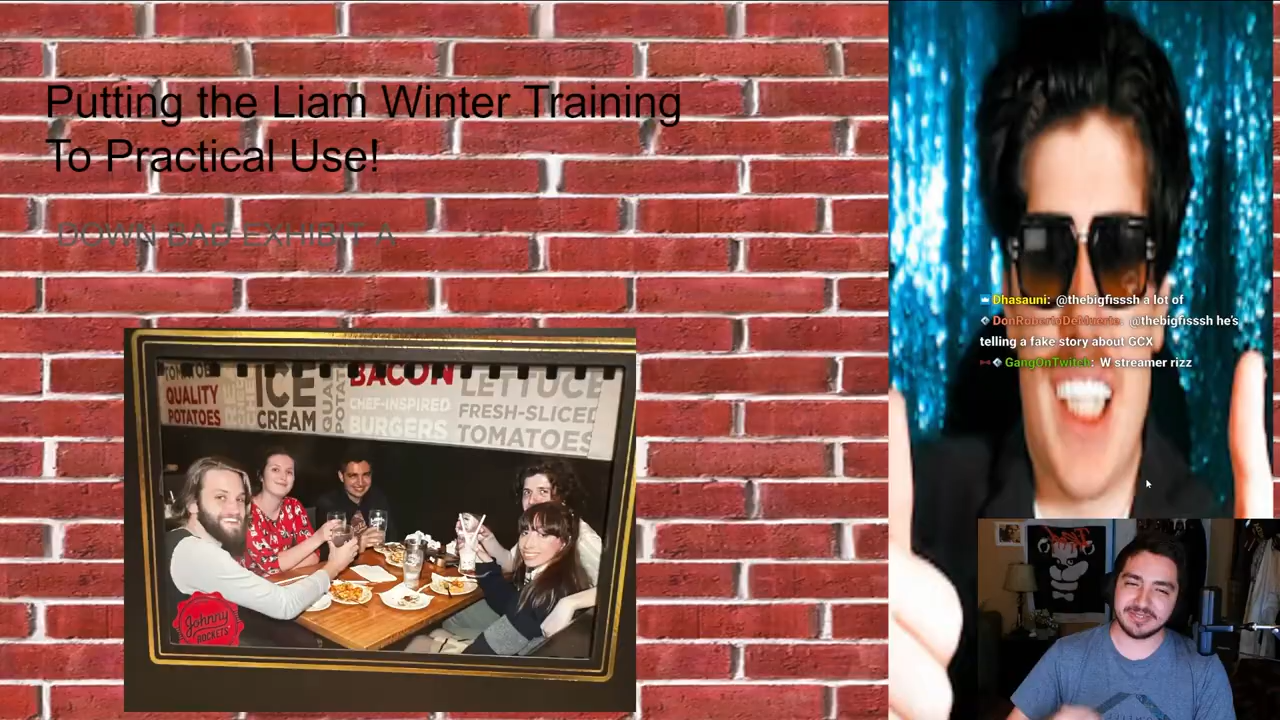 Putting the Liam Winter Training
To Practical Use!
DOWN BAD EXHIBIT A
TOMATOES
QUALITY
POTATOES
ICE
CREAM
BACON
CHEF-INSPIRED
BURGERS
LETTUCE
FRESH-SLICED
TOMATOES
Johnny
ROCKETS
Dhasauni: @thebigfisssh a lot of
DonRobertoDeMuerte: @thebigfisssh he's
telling a fake story about GCX
GangOnTwitch: W streamer rizz